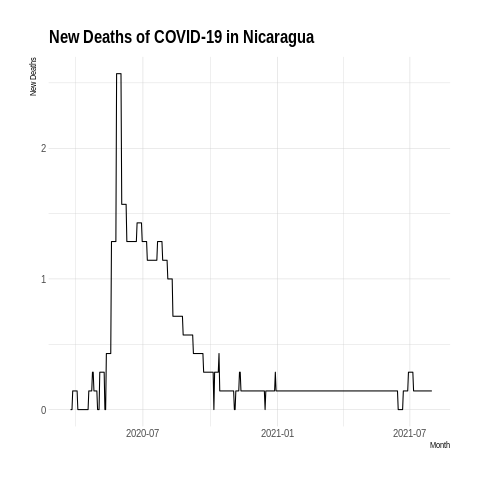 New Deaths of COVID-19 in Nicaragua
New Deaths
2
1
0
2020-07
2021-01
2021-07
Month